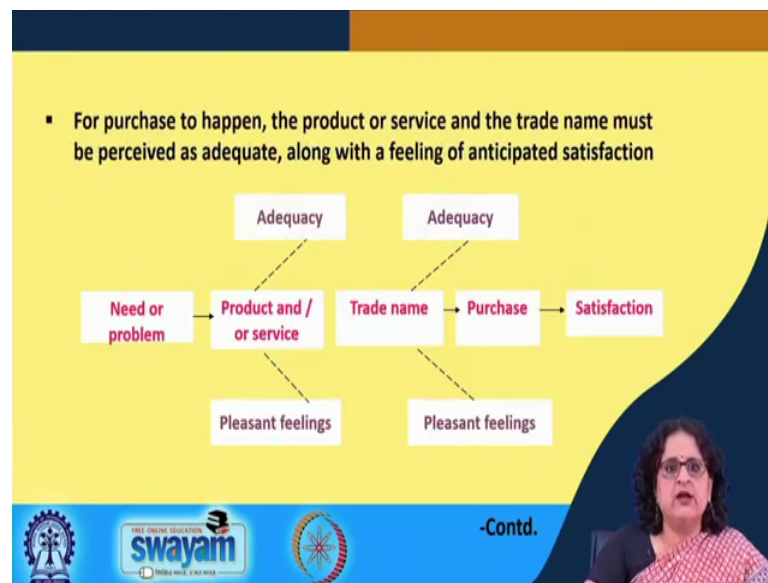 ▪ For purchase to happen, the product or service and the trade name must
be perceived as adequate, along with a feeling of anticipated satisfaction
Adequacy
Adequacy
Need or
problem
Product and /
or service
Trade name
Purchase
Satisfaction
Pleasant feelings
Pleasant feelings
-Contd.
FREE ONLINE EDUCATION
swayam